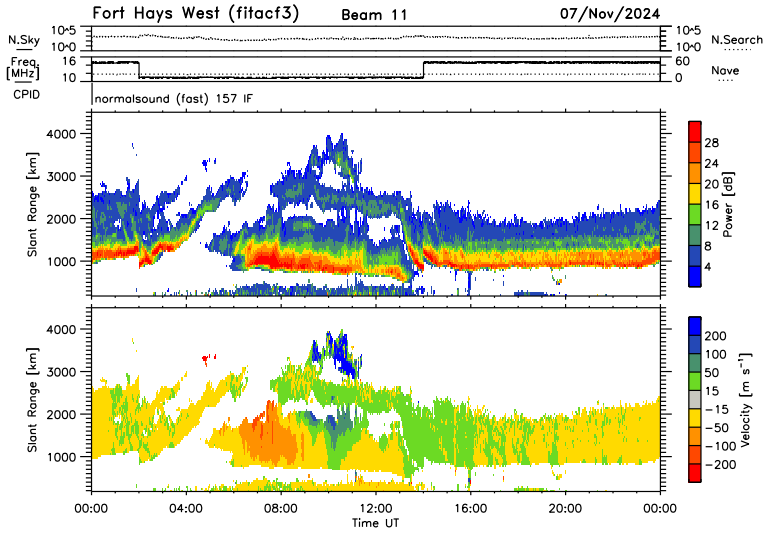 Fort Hays West (fitacf3) Beam 11 07/Nov/2024
N.Sky 10^5 10^0 10^5 10^0 N.Search
Freq. [MHz] 16 10 60 0 Nave
CPID normalsound (fast) 157 IF
Slant Range [km] 4000 3000 2000 1000
28 24 20 16 12 8 4 Power [dB]
Slant Range [km] 4000 3000 2000 1000
200 100 50 15 -15 -50 -100 -200 Velocity [m s⁻¹]
00:00 04:00 08:00 12:00 16:00 20:00 00:00
Time UT